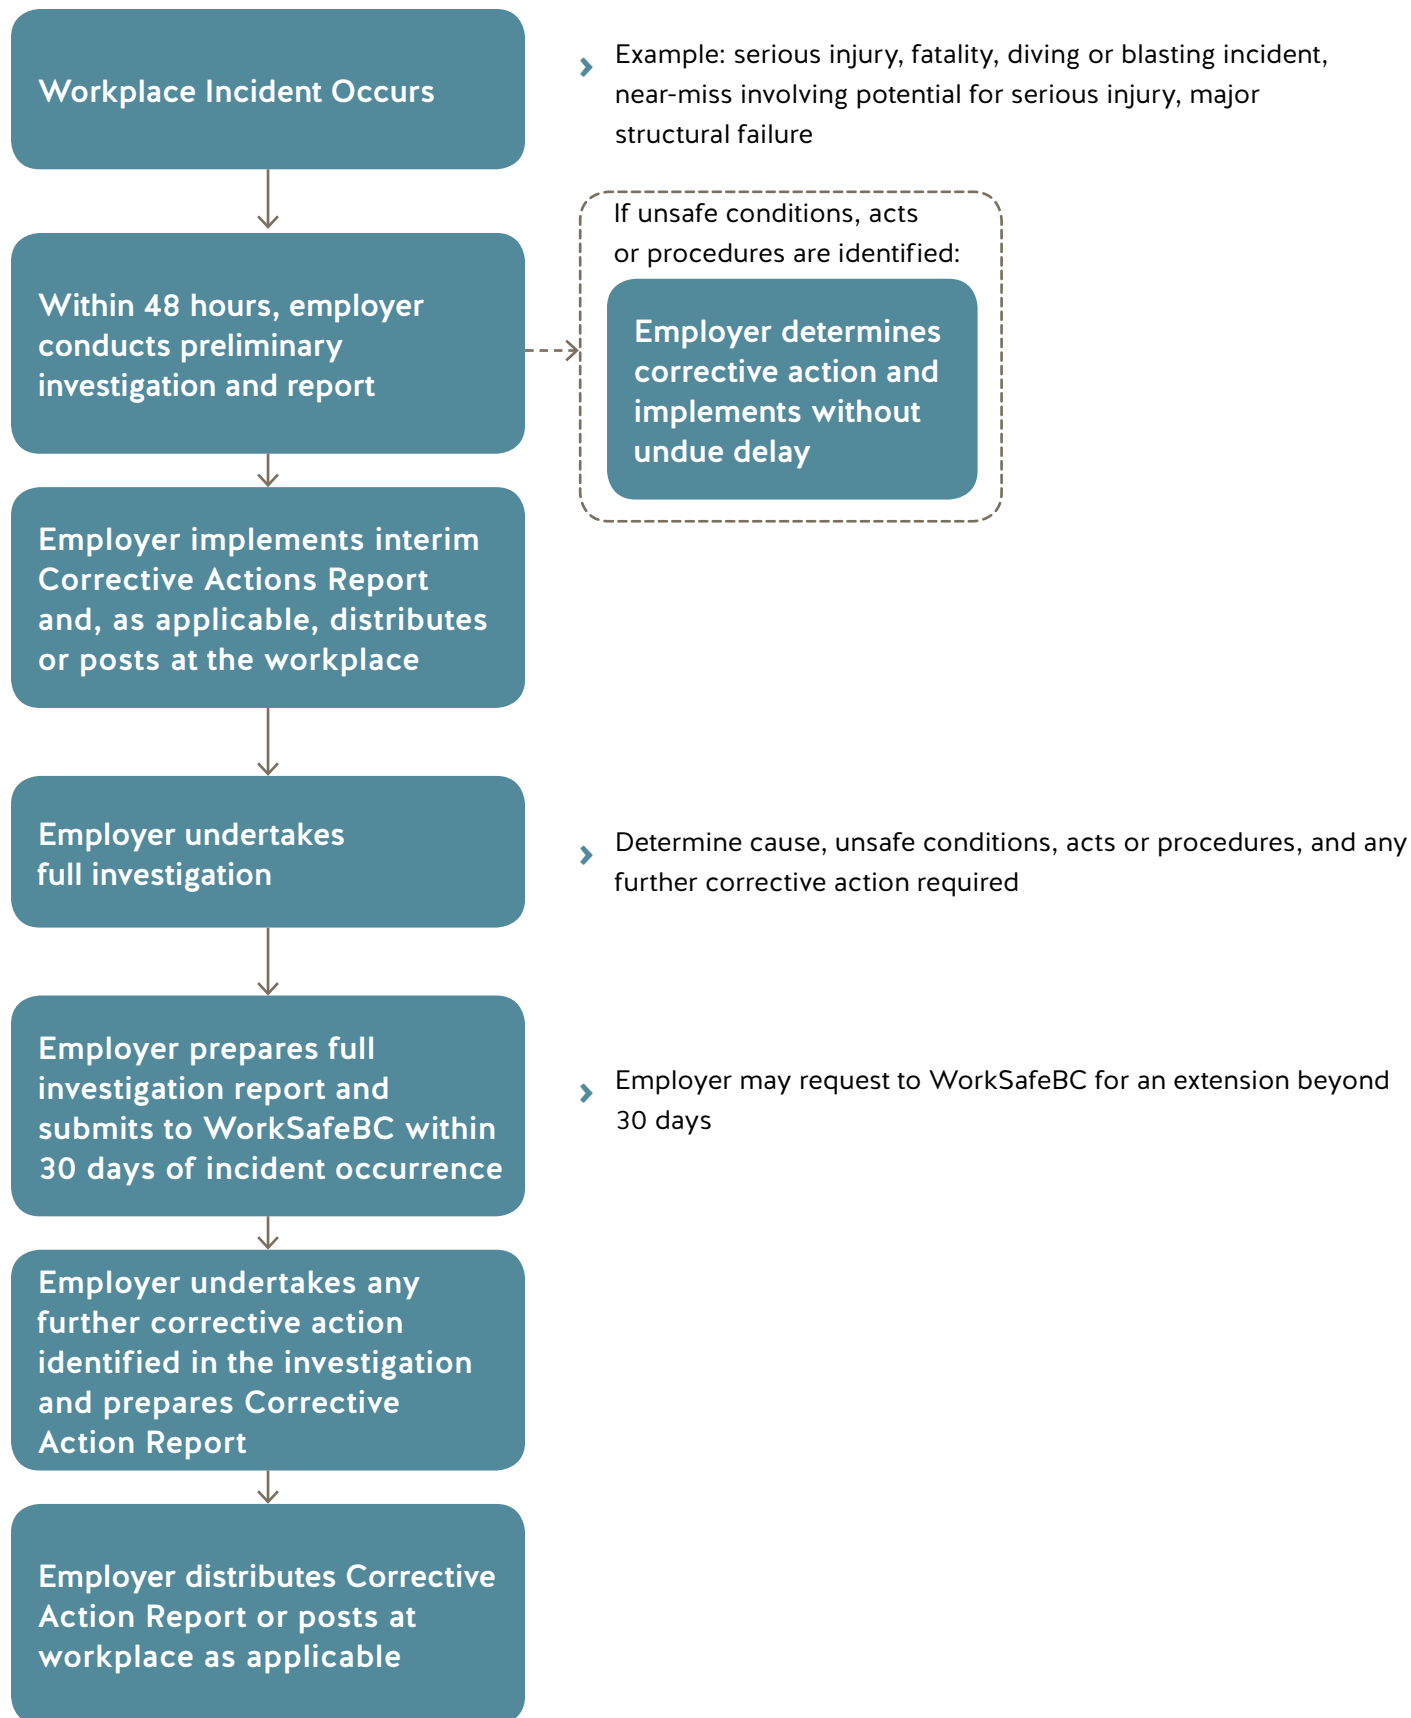 Workplace Incident Occurs
Example: serious injury, fatality, diving or blasting incident,
near-miss involving potential for serious injury, major
structural failure
Within 48 hours, employer
conducts preliminary
investigation and report
If unsafe conditions, acts
or procedures are identified:
Employer determines
corrective action and
implements without
undue delay
Employer implements interim
Corrective Actions Report
and, as applicable, distributes
or posts at the workplace
Employer undertakes
full investigation
Determine cause, unsafe conditions, acts or procedures, and any
further corrective action required
Employer prepares full
investigation report and
submits to WorkSafeBC within
30 days of incident occurrence
Employer may request to WorkSafeBC for an extension beyond
30 days
Employer undertakes any
further corrective action
identified in the investigation
and prepares Corrective
Action Report
Employer distributes Corrective
Action Report or posts at
workplace as applicable